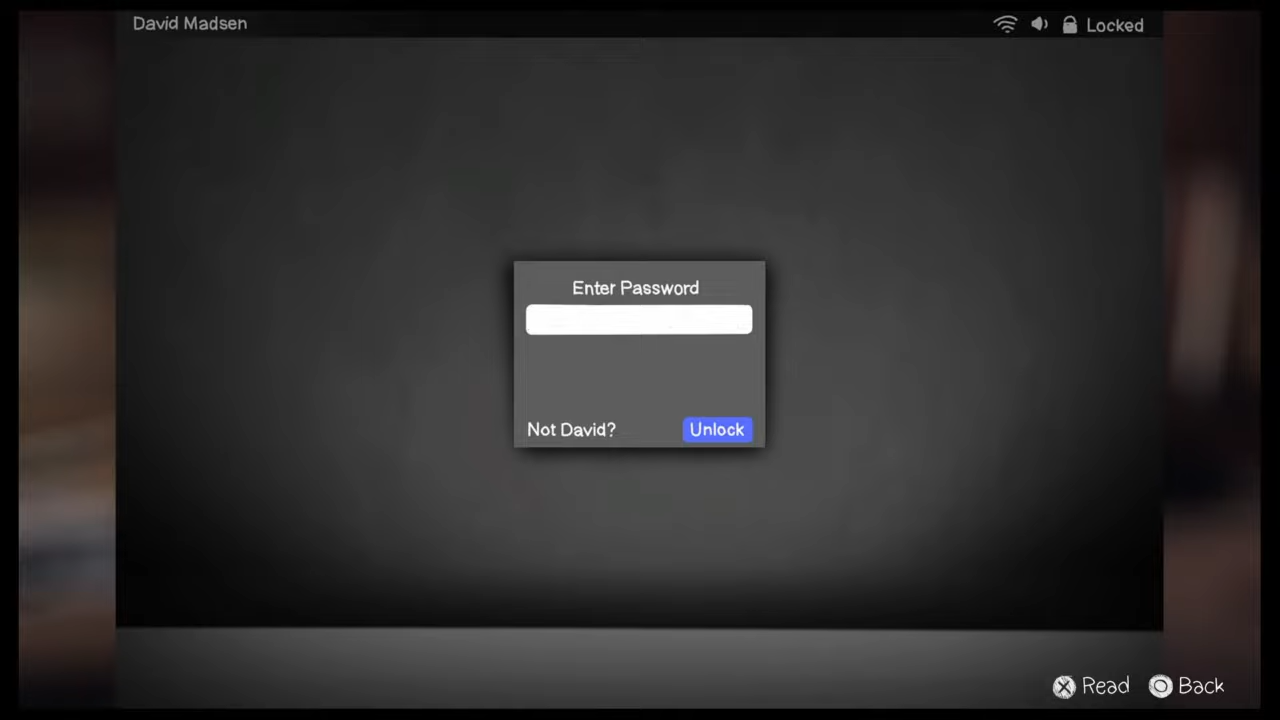 David Madsen
Locked
Enter Password
Not David?
Unlock
Read
Back